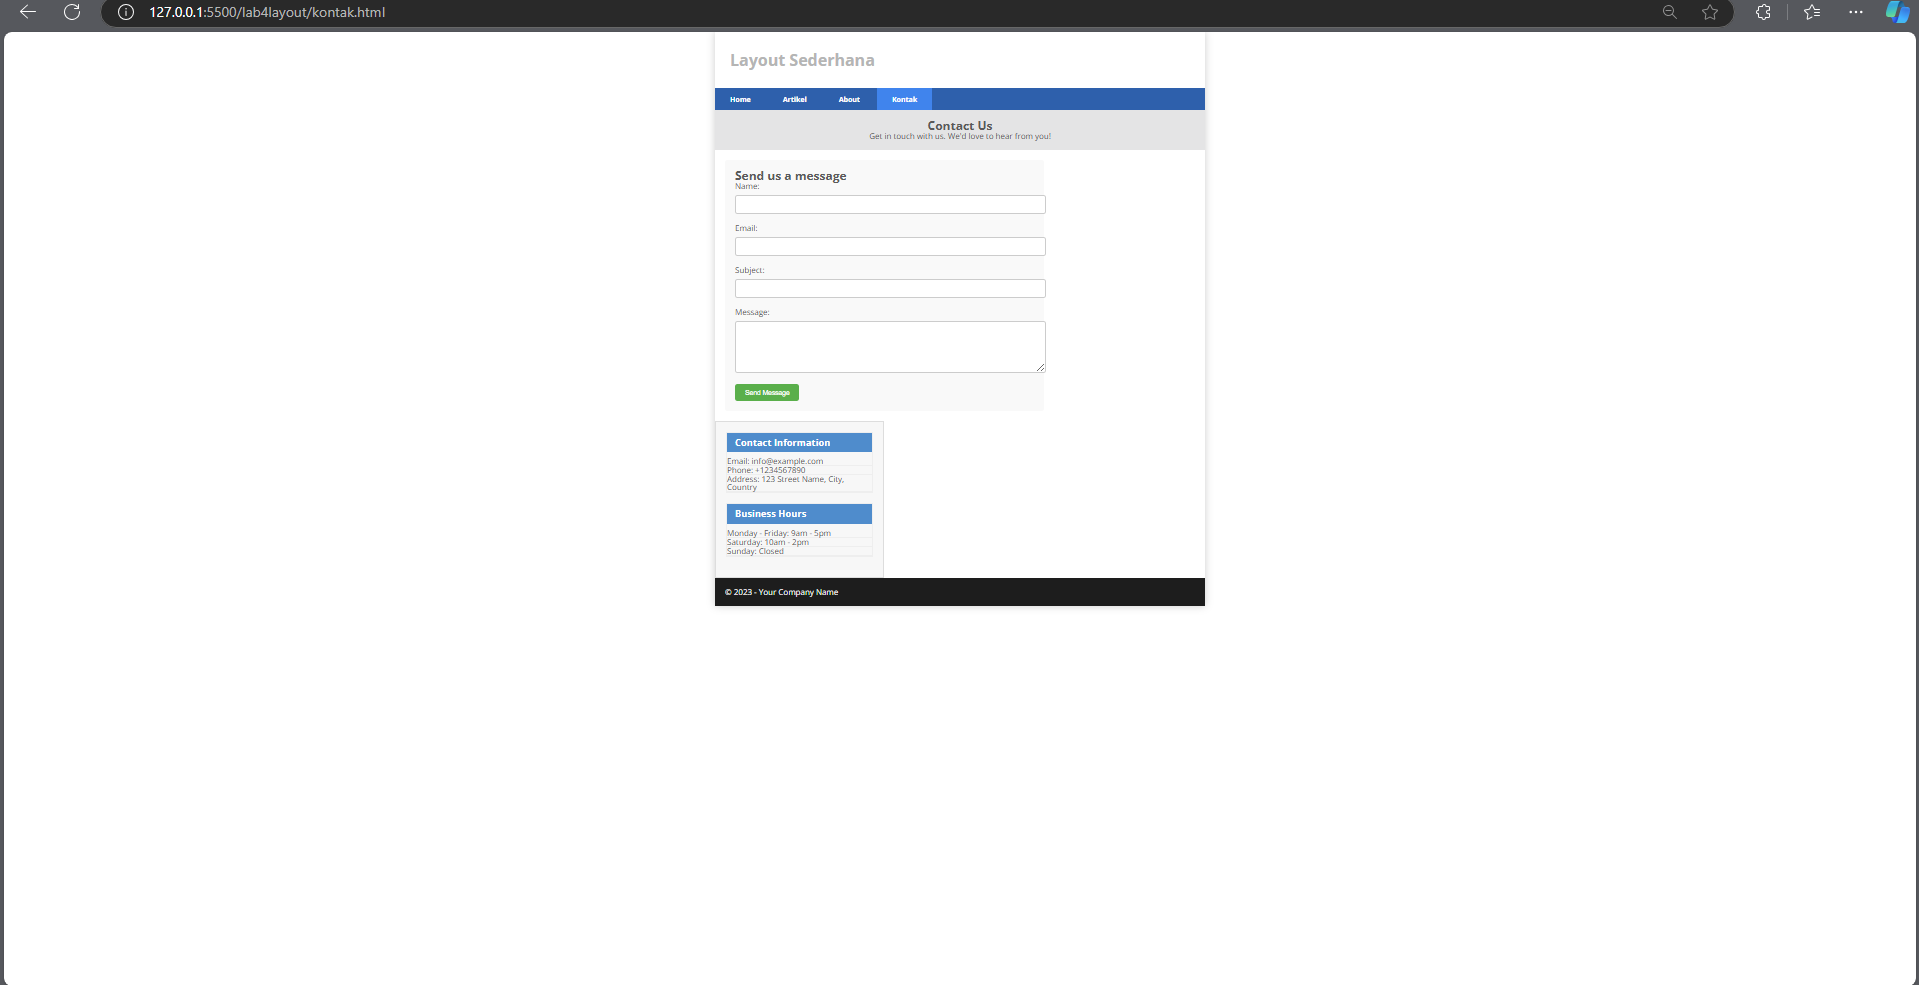 127.0.0.1:5500/lab4layout/kontak.html
Layout Sederhana
Home Artikel About Kontak
Contact Us
Get in touch with us. We'd love to hear from you!
Send us a message
Name:
Email:
Subject:
Message:
Send Message
Contact Information
Email: info@example.com
Phone: +1234567890
Address: 123 Street Name, City,
Country
Business Hours
Monday - Friday: 9am - 5pm
Saturday: 10am - 2pm
Sunday: Closed
© 2023 - Your Company Name